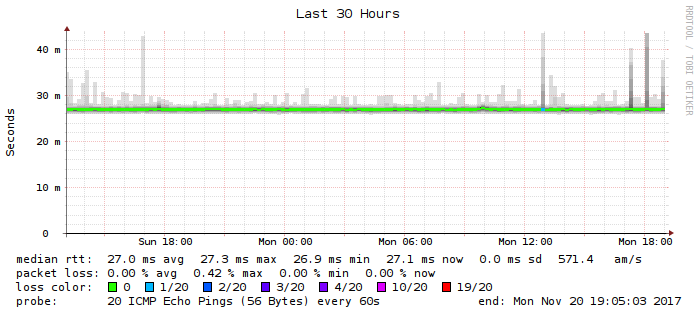 Last 30 Hours
RRDTOOL / TOBI OETIKER
Seconds
40 m
30 m
20 m
10 m
0
Sun 18:00 Mon 00:00 Mon 06:00 Mon 12:00 Mon 18:00
median rtt: 27.0 ms avg 27.3 ms max 26.9 ms min 27.1 ms now 0.0 ms sd 571.4 am/s
packet loss: 0.00 % avg 0.42 % max 0.00 % min 0.00 % now
loss color: 0 1/20 2/20 3/20 4/20 10/20 19/20
probe: 20 ICMP Echo Pings (56 Bytes) every 60s end: Mon Nov 20 19:05:03 2017